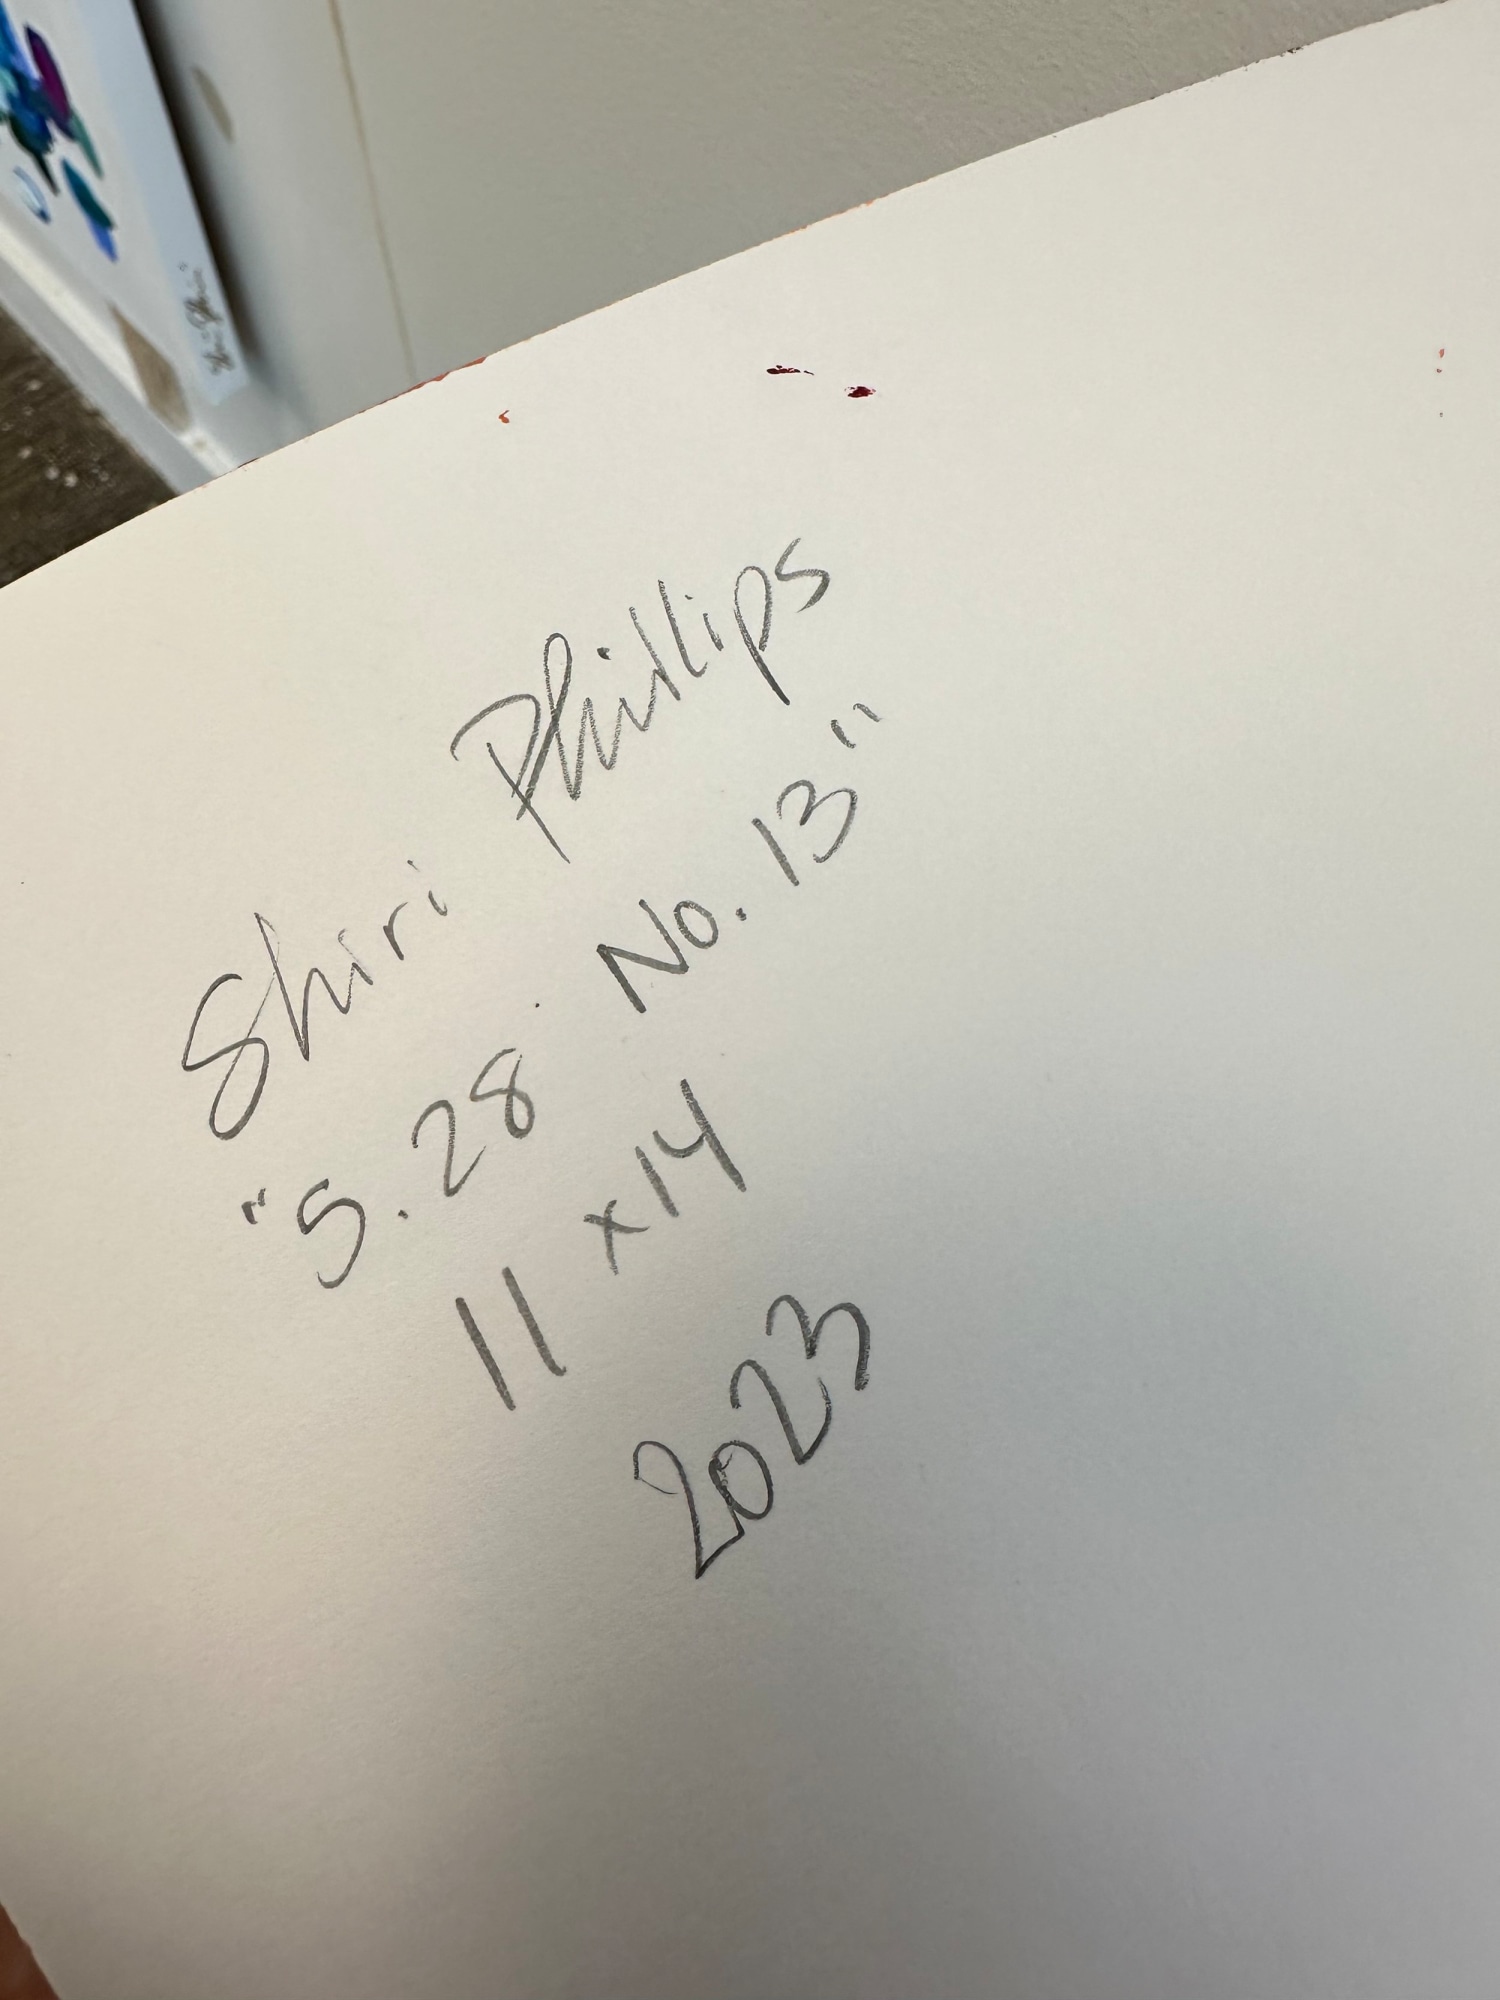 Shiri Phillips
"5.28. No. 13"
11 x 14
2023